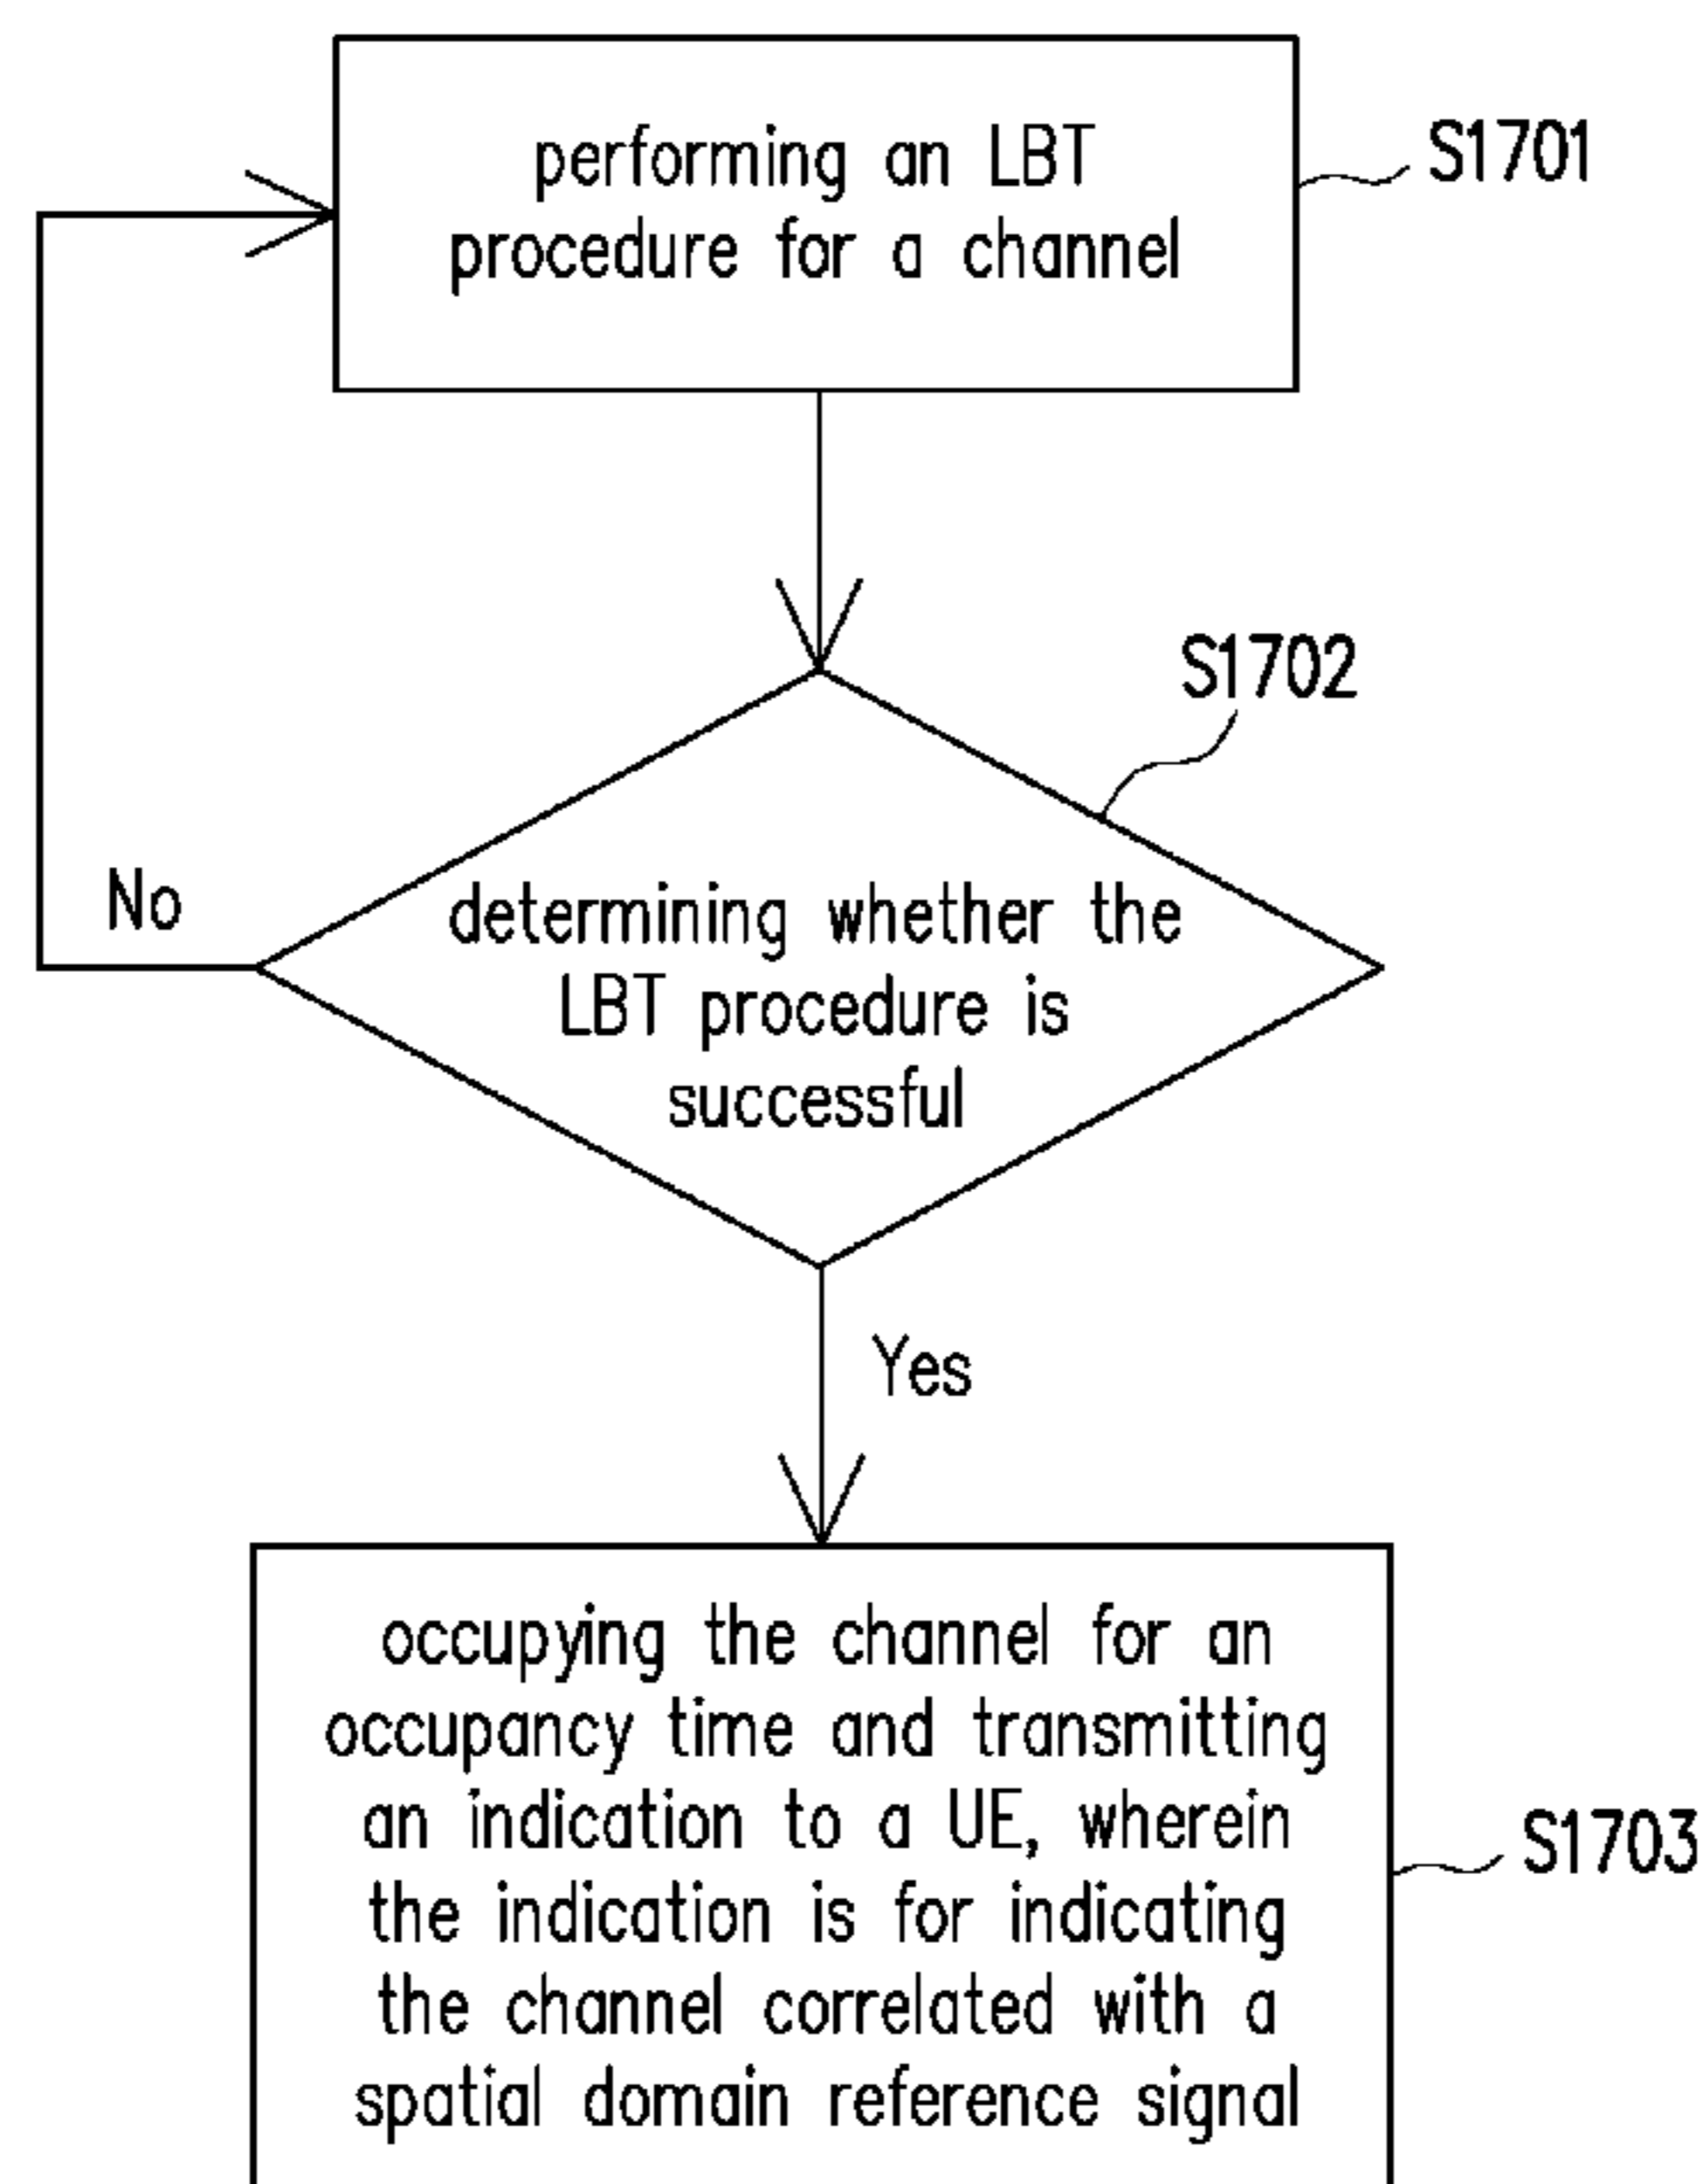 performing an LBT
procedure for a channel
S1701
S1702
No
determining whether the
LBT procedure is
successful
Yes
occupying the channel for an
occupancy time and transmitting
an indication to a UE, wherein
the indication is for indicating
the channel correlated with a
spatial domain reference signal
S1703